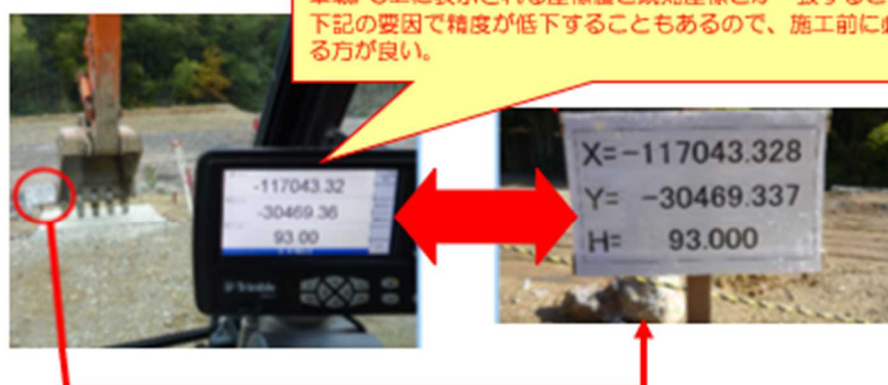 下記の要因で精度が低下することもあるので、施工前に
る方が良い。
-117043.32
-30469.36
93.00
Trimble
X=-117043.328
Y= -30469.337
H= 93.000